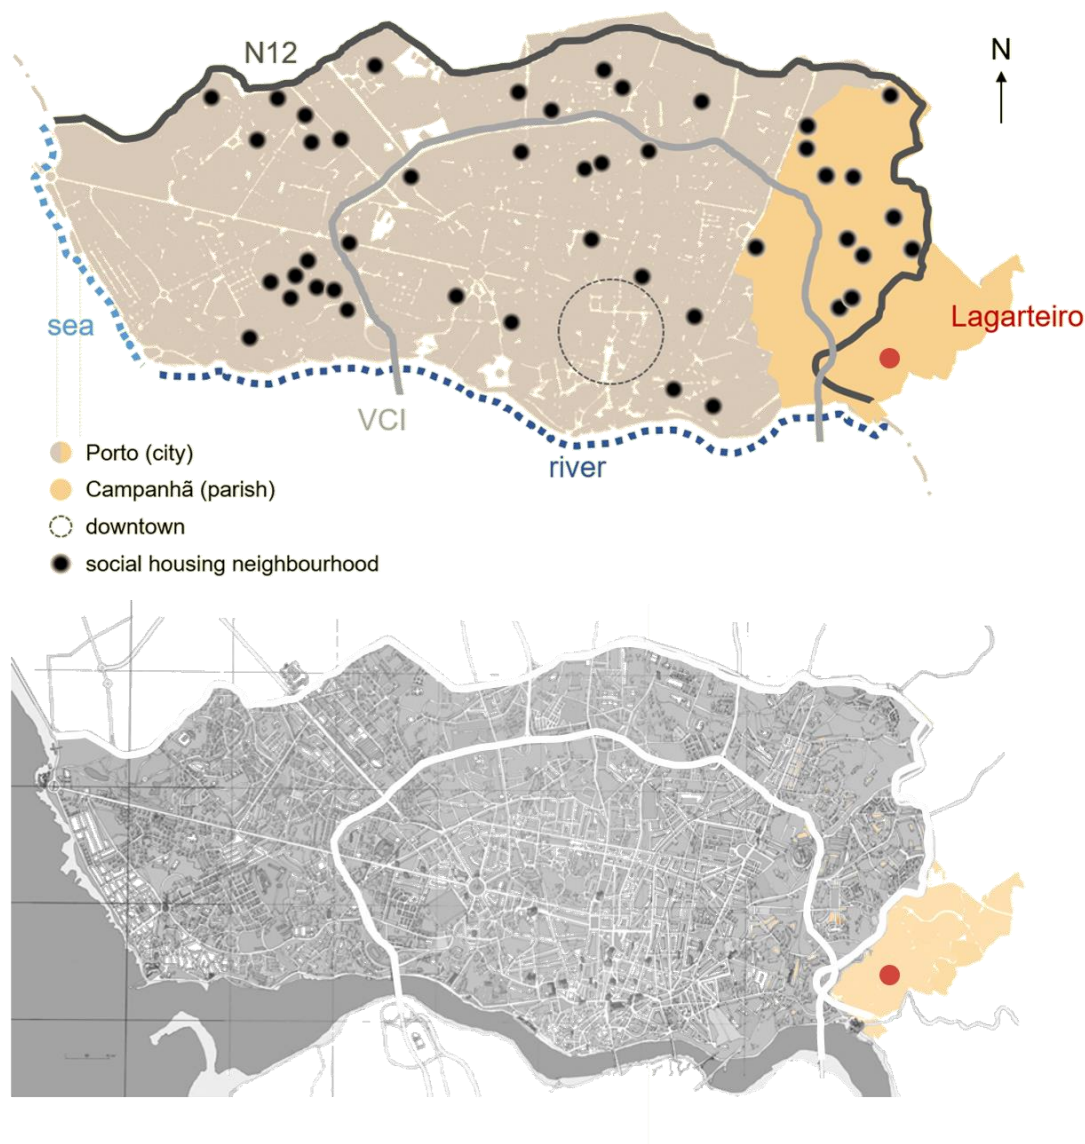 N12
N
Lagarteiro
sea
VCI
river
Porto (city)
Campanhã (parish)
downtown
social housing neighbourhood